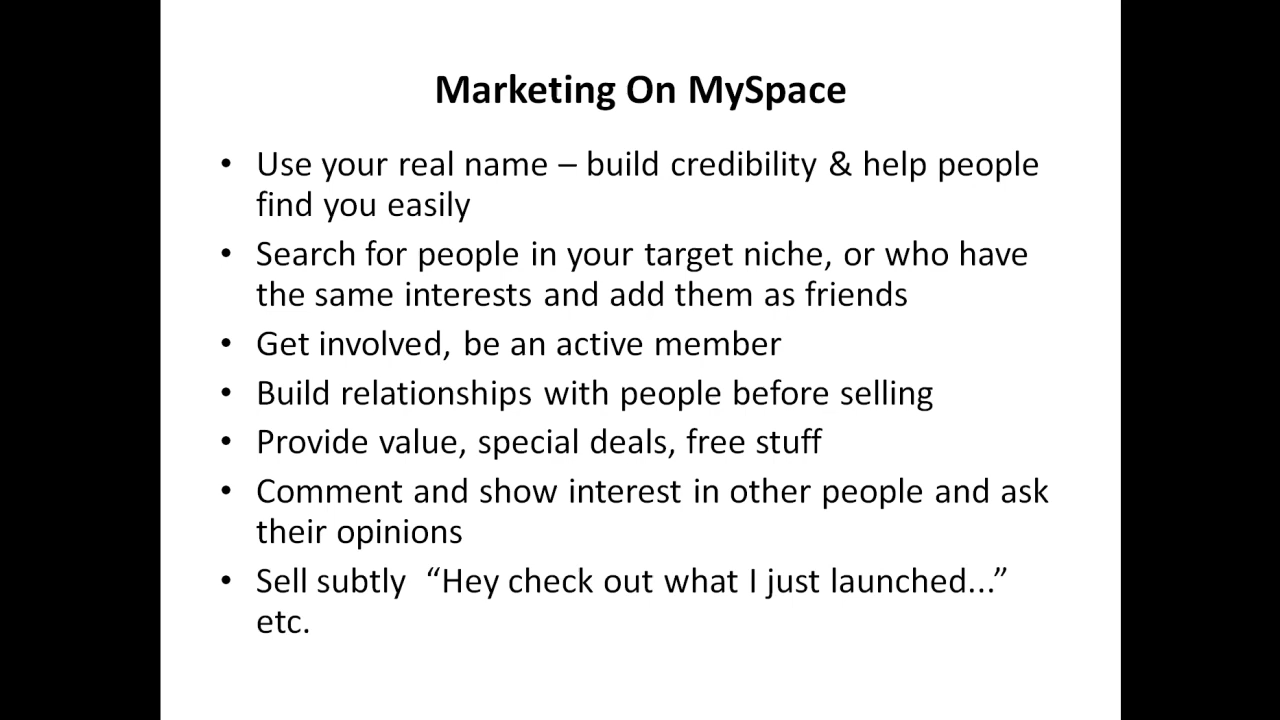 Marketing On MySpace
• Use your real name – build credibility & help people
find you easily
• Search for people in your target niche, or who have
the same interests and add them as friends
• Get involved, be an active member
• Build relationships with people before selling
• Provide value, special deals, free stuff
• Comment and show interest in other people and ask
their opinions
• Sell subtly  “Hey check out what I just launched...”
etc.